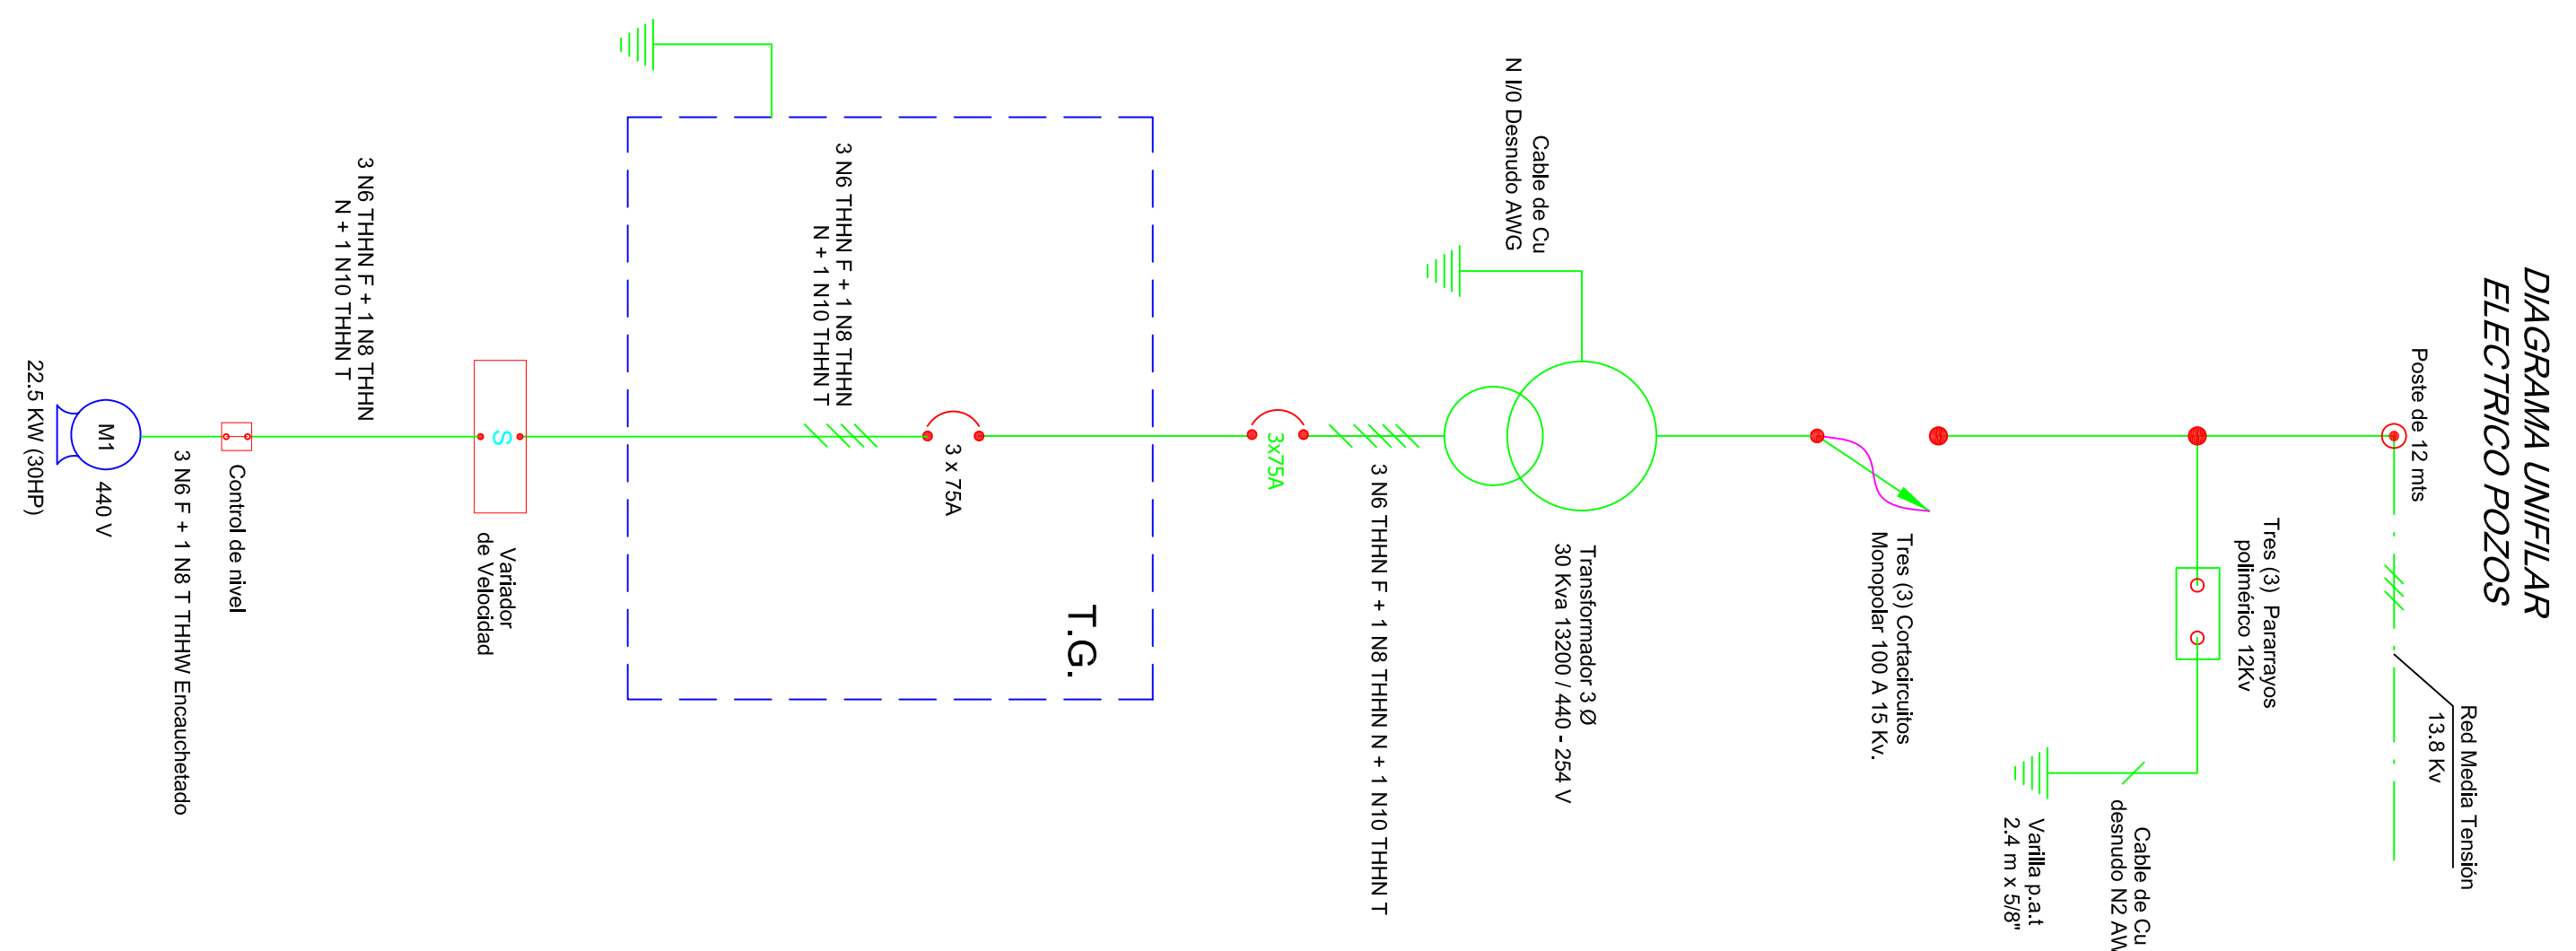 DIAGRAMA UNIFILAR
ELECTRICO POZOS
Poste de 12 mts
Red Media Tensión
13.8 Kv
Tres (3) Pararrayos
polimérico 12Kv
Cable de Cu
desnudo N2 AW
Varilla p.a.t
2.4 m x 5/8"
Tres (3) Cortacircuitos
Monopolar 100 A 15 Kv.
Cable de Cu
N I/0 Desnudo AWG
Transformador 3 Ø
30 Kva 13200 / 440 - 254 V
3 N6 THHN F + 1 N8 THHN N + 1 N10 THHN T
3x75A
T.G.
3 x 75A
3 N6 THHN F + 1 N8 THHN
N + 1 N10 THHN T
Variador
de Velocidad
S
3 N6 THHN F + 1 N8 THHN
N + 1 N10 THHN T
Control de nivel
3 N6 F + 1 N8 T THHW Encauchetado
M1
440 V
22.5 KW (30HP)